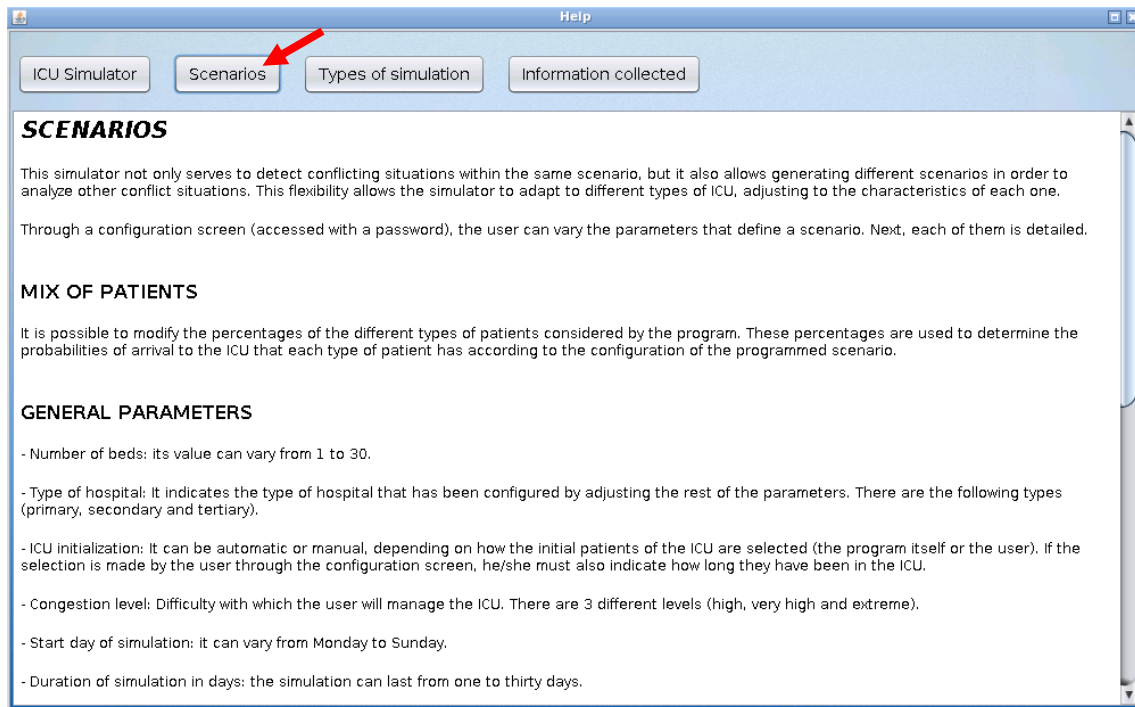 Help
ICU Simulator
Scenarios
Types of simulation
Information collected
SCENARIOS
This simulator not only serves to detect conflicting situations within the same scenario, but it also allows generating different scenarios in order to
analyze other conflict situations. This flexibility allows the simulator to adapt to different types of ICU, adjusting to the characteristics of each one.
Through a configuration screen (accessed with a password), the user can vary the parameters that define a scenario. Next, each of them is detailed.
MIX OF PATIENTS
It is possible to modify the percentages of the different types of patients considered by the program. These percentages are used to determine the
probabilities of arrival to the ICU that each type of patient has according to the configuration of the programmed scenario.
GENERAL PARAMETERS
- Number of beds: its value can vary from 1 to 30.
- Type of hospital: It indicates the type of hospital that has been configured by adjusting the rest of the parameters. There are the following types
(primary, secondary and tertiary).
- ICU initialization: It can be automatic or manual, depending on how the initial patients of the ICU are selected (the program itself or the user). If the
selection is made by the user through the configuration screen, he/she must also indicate how long they have been in the ICU.
- Congestion level: Difficulty with which the user will manage the ICU. There are 3 different levels (high, very high and extreme).
- Start day of simulation: it can vary from Monday to Sunday.
- Duration of simulation in days: the simulation can last from one to thirty days.